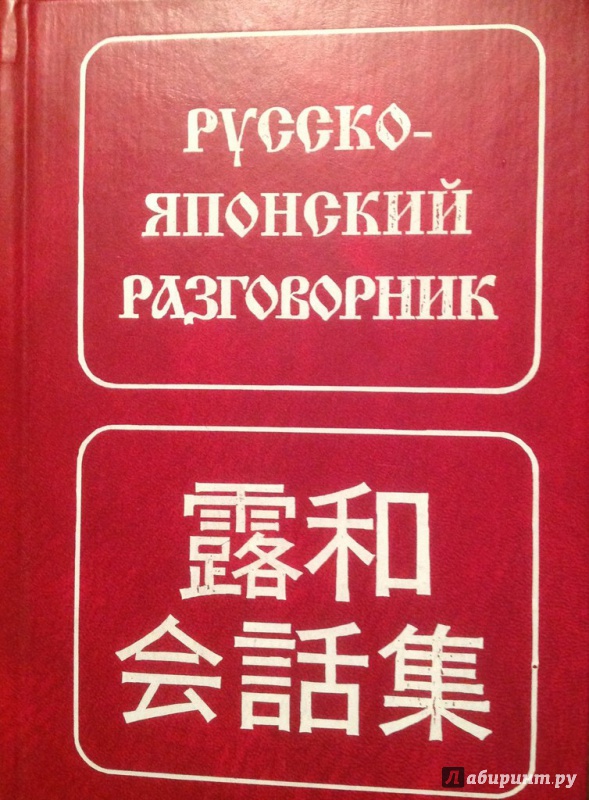 РУССКО-
ЯПОНСКИЙ
РАЗГОВОРНИК
露和
会話集
Лабиринт.ру